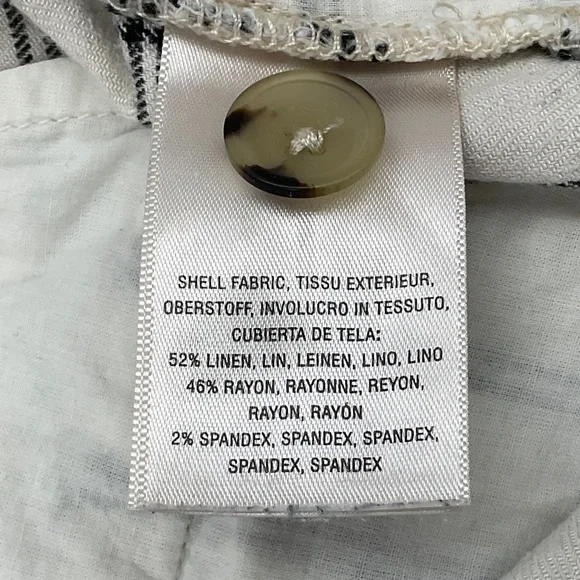 SHELL FABRIC, TISSU EXTERIEUR,
OBERSTOFF, INVOLUCRO IN TESSUTO,
CUBIERTA DE TELA:
52% LINEN, LIN, LEINEN, LINO, LINO
46% RAYON, RAYONNE, REYON,
RAYON, RAYÓN
2% SPANDEX, SPANDEX, SPANDEX,
SPANDEX, SPANDEX